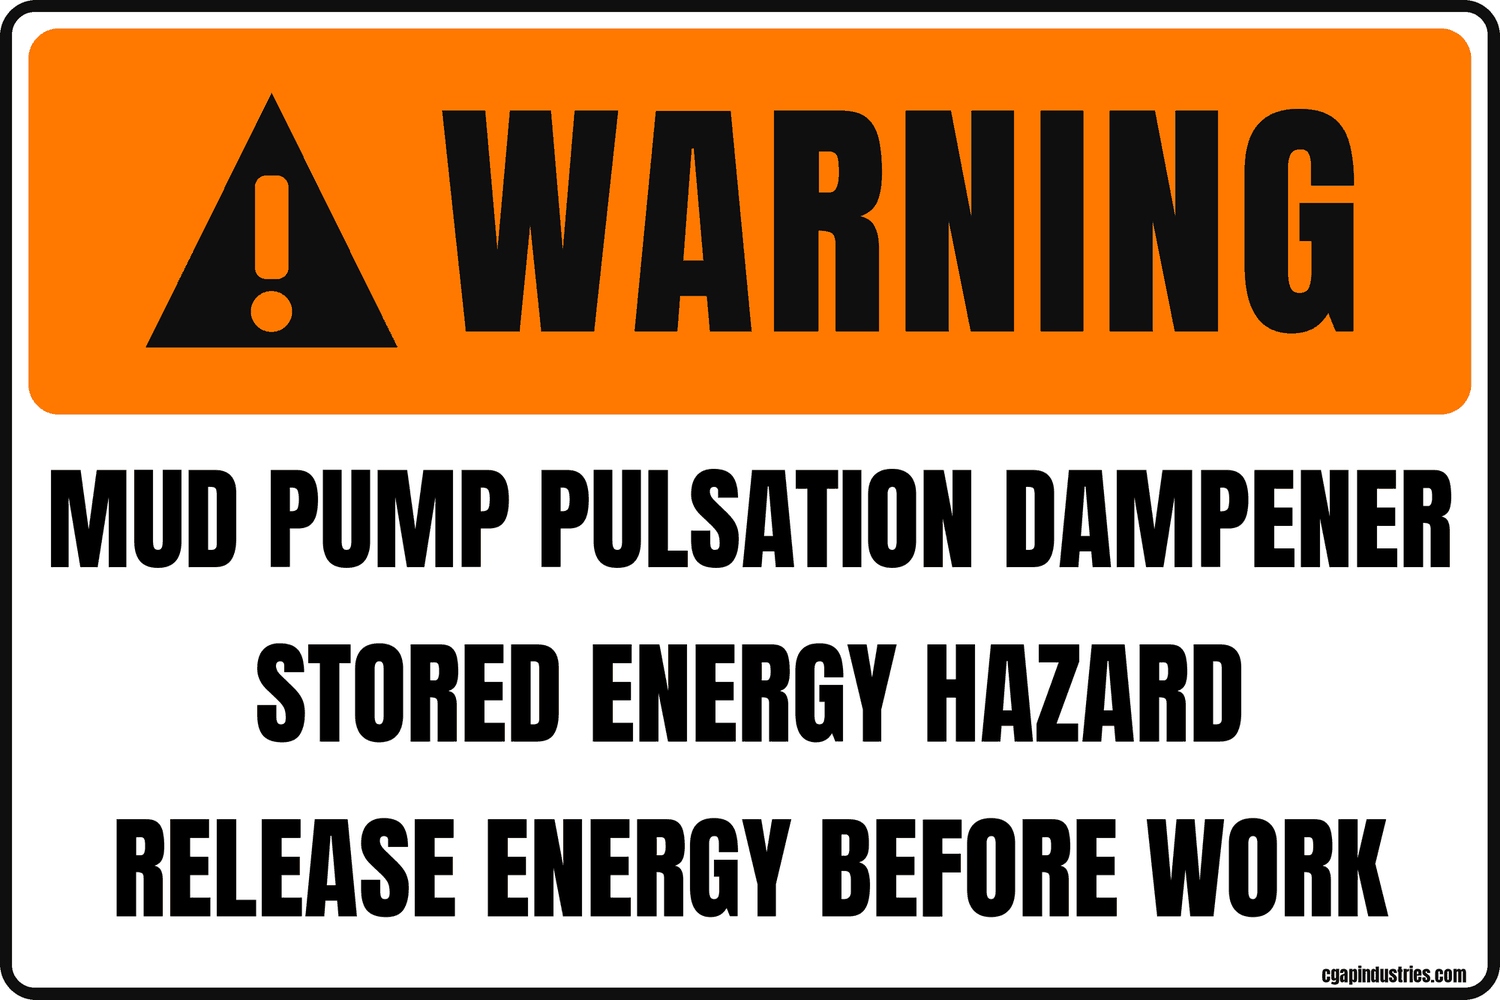 WARNING
MUD PUMP PULSATION DAMPENER
STORED ENERGY HAZARD
RELEASE ENERGY BEFORE WORK
cgapindustries.com